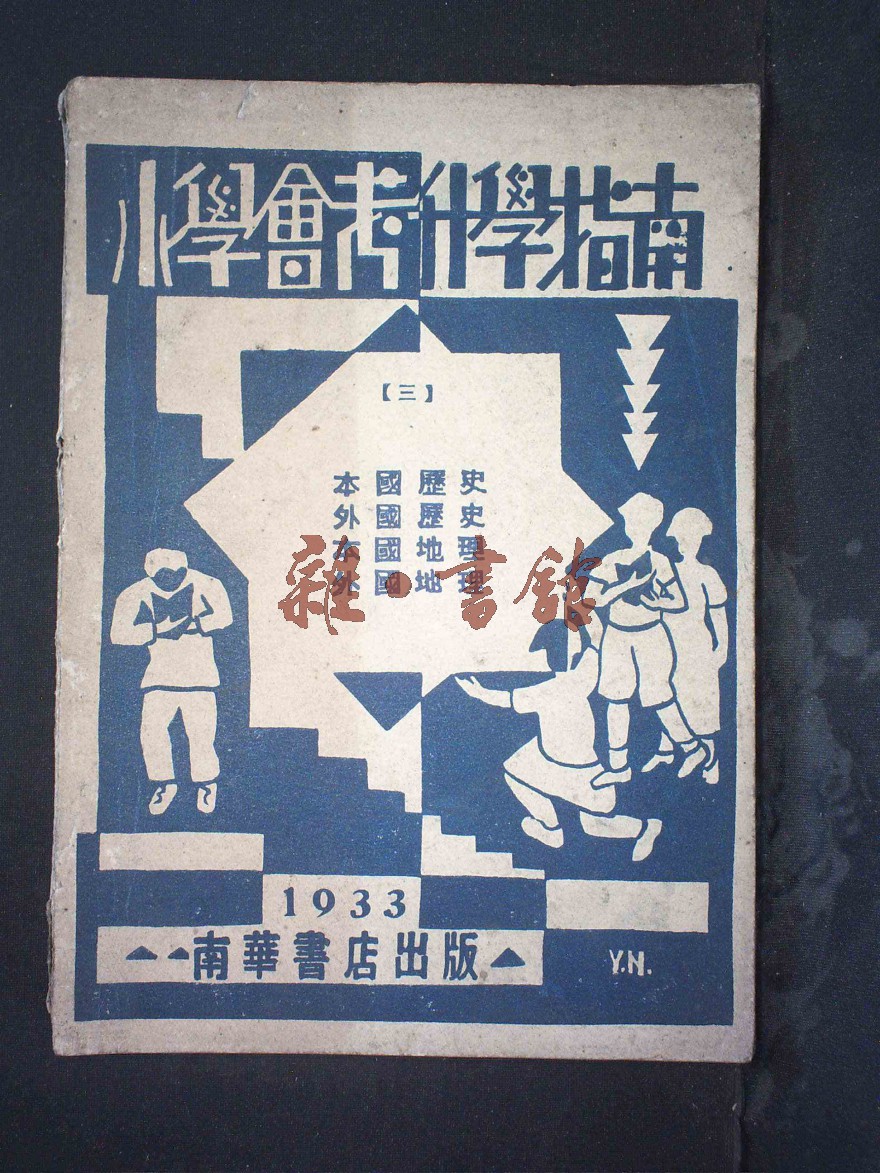 小學會考升學指南
【三】
本國歷史
外國歷史
本國地理
外國地理
雜·書館
1933
南華書店出版
Y.N.